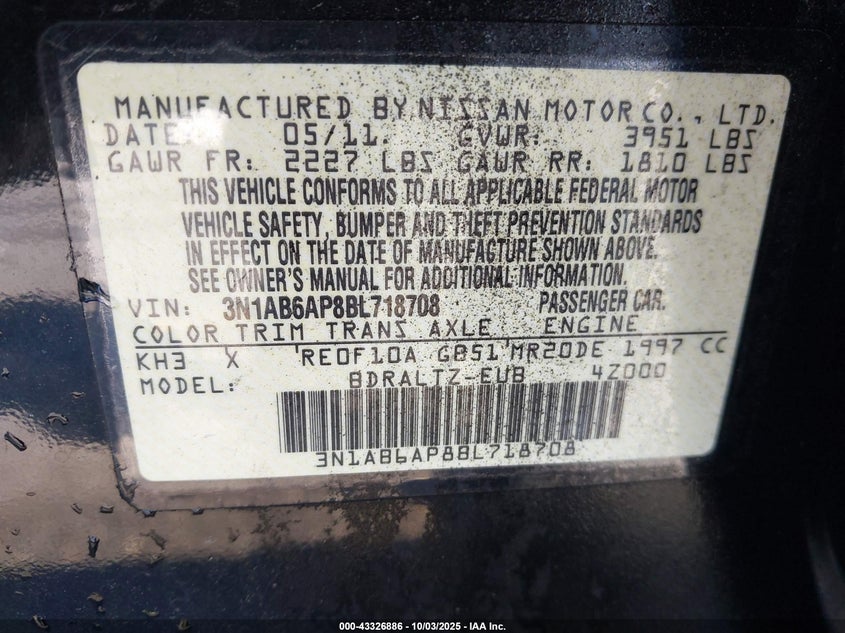 MANUFACTURED BY NISSAN MOTOR CO., LTD.
DATE: 05/11 GVWR: 3951 LBS
GAWR FR: 2227 LBS GAWR RR: 1810 LBS
THIS VEHICLE CONFORMS TO ALL APPLICABLE FEDERAL MOTOR
VEHICLE SAFETY, BUMPER AND THEFT PREVENTION STANDARDS
IN EFFECT ON THE DATE OF MANUFACTURE SHOWN ABOVE.
SEE OWNER'S MANUAL FOR ADDITIONAL INFORMATION.
VIN: 3N1AB6AP8BL718708 PASSENGER CAR.
COLOR TRIM TRANS AXLE ENGINE
KH3 X RE0F10A GB51 MR20DE 1997 CC
MODEL: BDRALTZ-EUB 4Z000
3N1AB6AP8BL718708
000-43326886 - 10/03/2025 - IAA Inc.